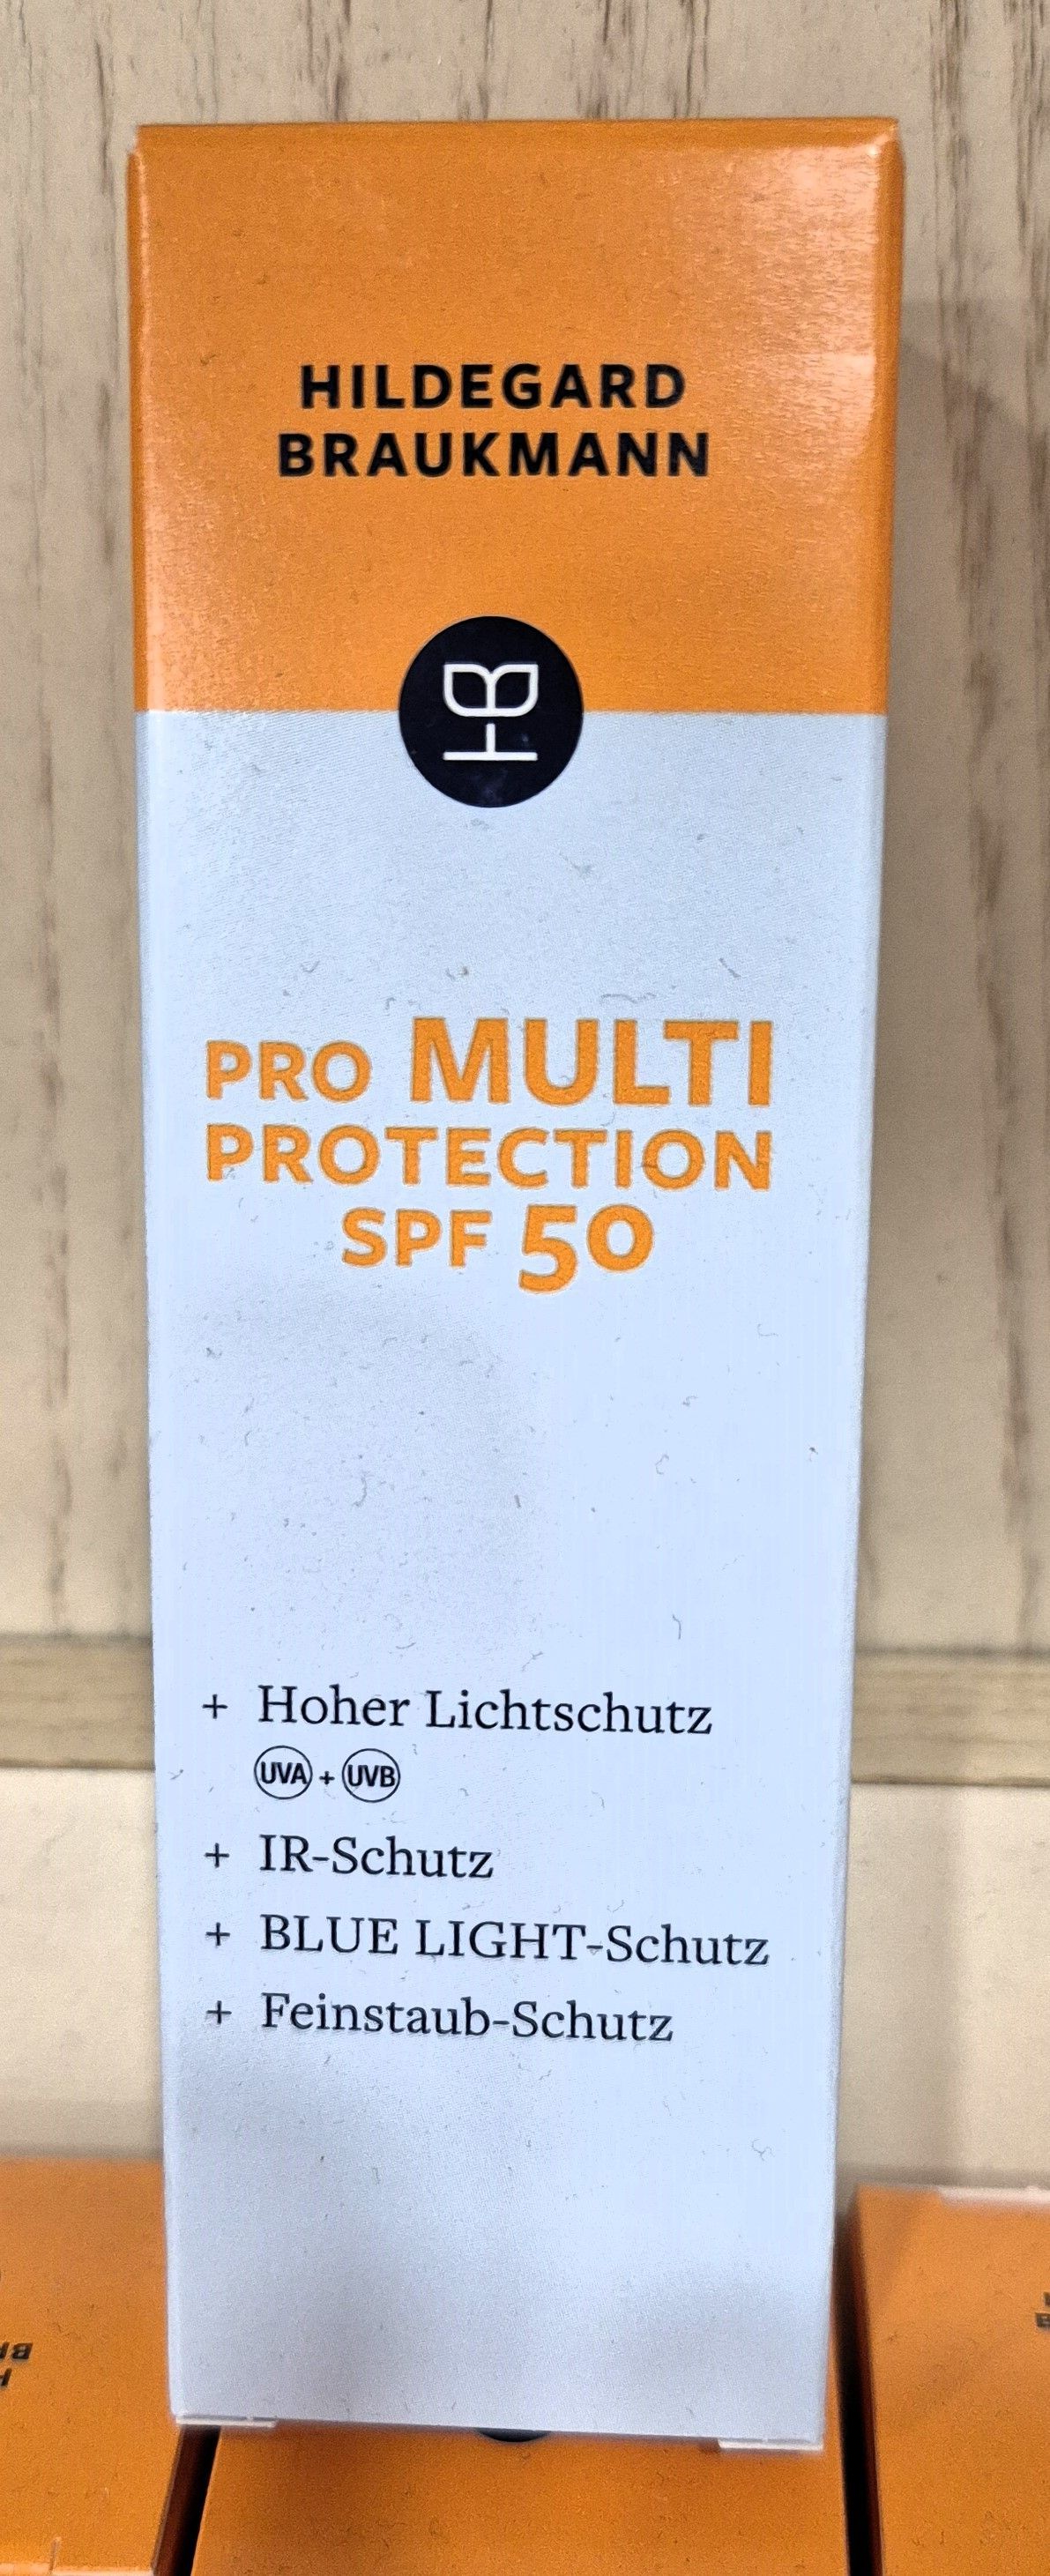 HILDEGARD
BRAUKMANN
PRO MULTI
PROTECTION
SPF 50
+ Hoher Lichtschutz
UVA + UVB
+ IR-Schutz
+ BLUE LIGHT-Schutz
+ Feinstaub-Schutz